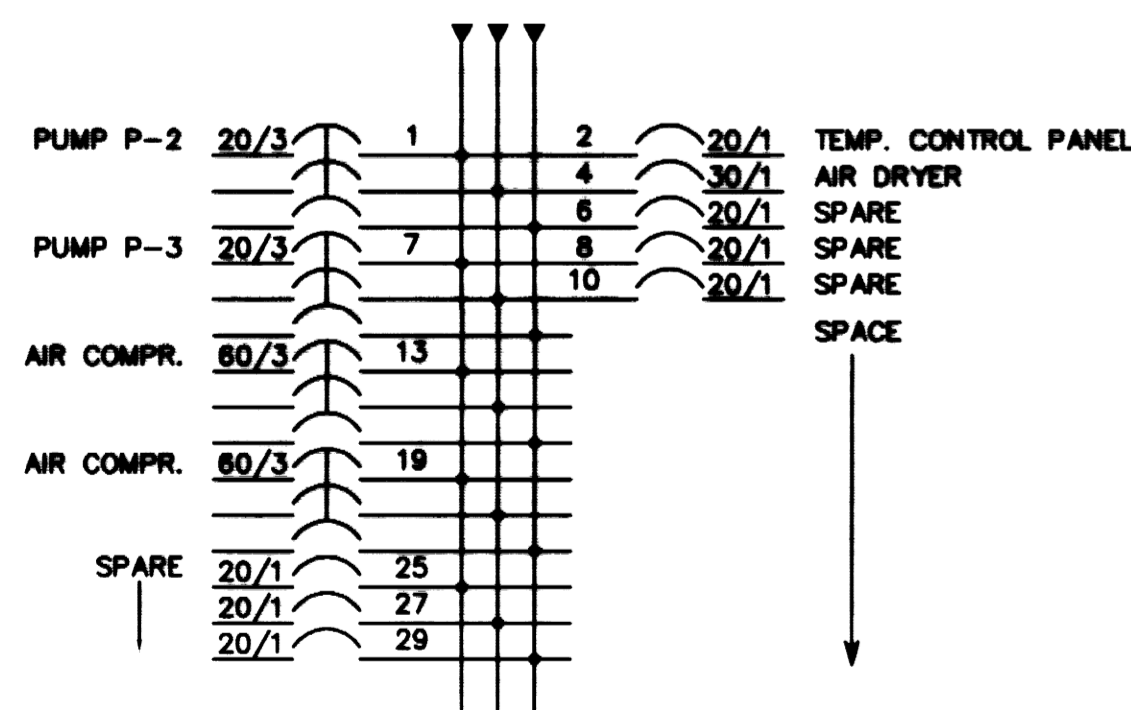 PUMP P-2 20/3 1 2 20/1 TEMP. CONTROL PANEL
4 30/1 AIR DRYER
6 20/1 SPARE
PUMP P-3 20/3 7 8 20/1 SPARE
10 20/1 SPARE
SPACE
AIR COMPR. 60/3 13
AIR COMPR. 60/3 19
SPARE 20/1 25
20/1 27
20/1 29